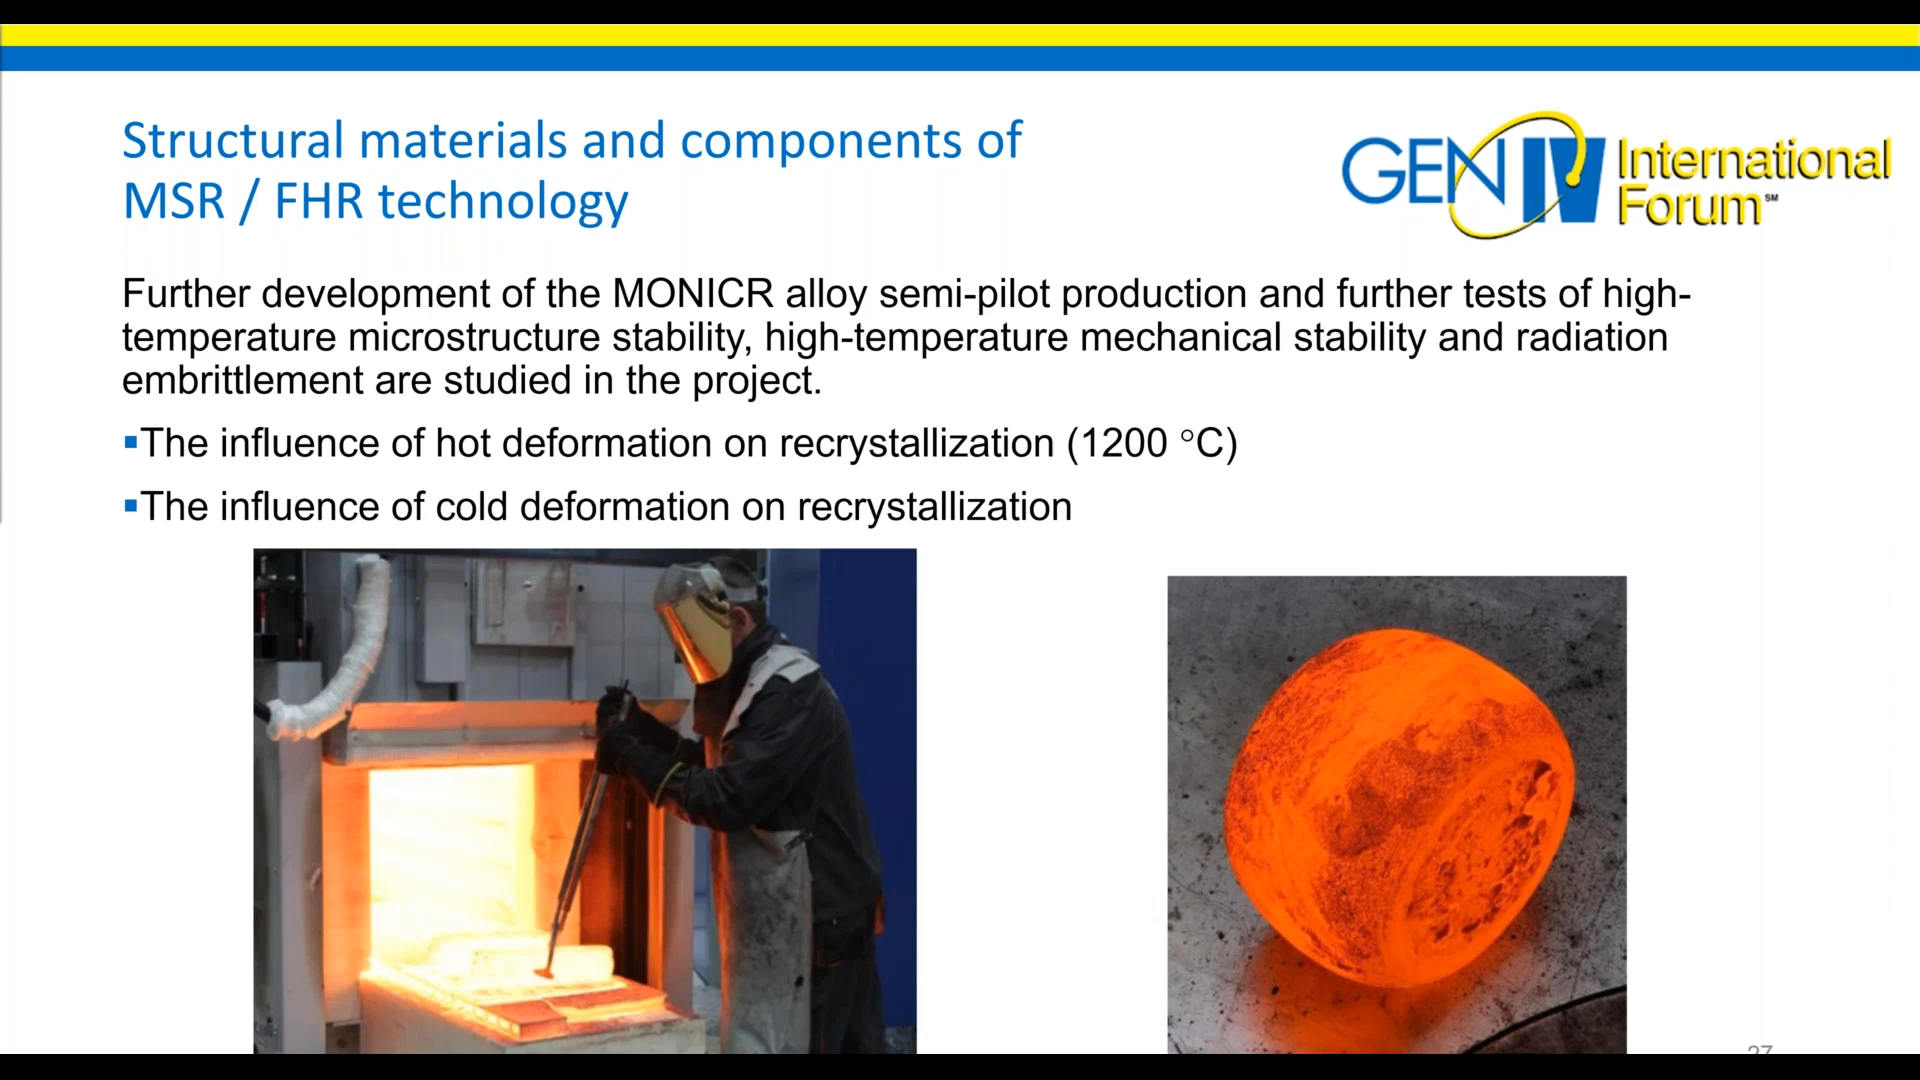 Structural materials and components of
MSR / FHR technology
GEN IV International
Forum℠
Further development of the MONICR alloy semi-pilot production and further tests of high-
temperature microstructure stability, high-temperature mechanical stability and radiation
embrittlement are studied in the project.
▪The influence of hot deformation on recrystallization (1200 °C)
▪The influence of cold deformation on recrystallization